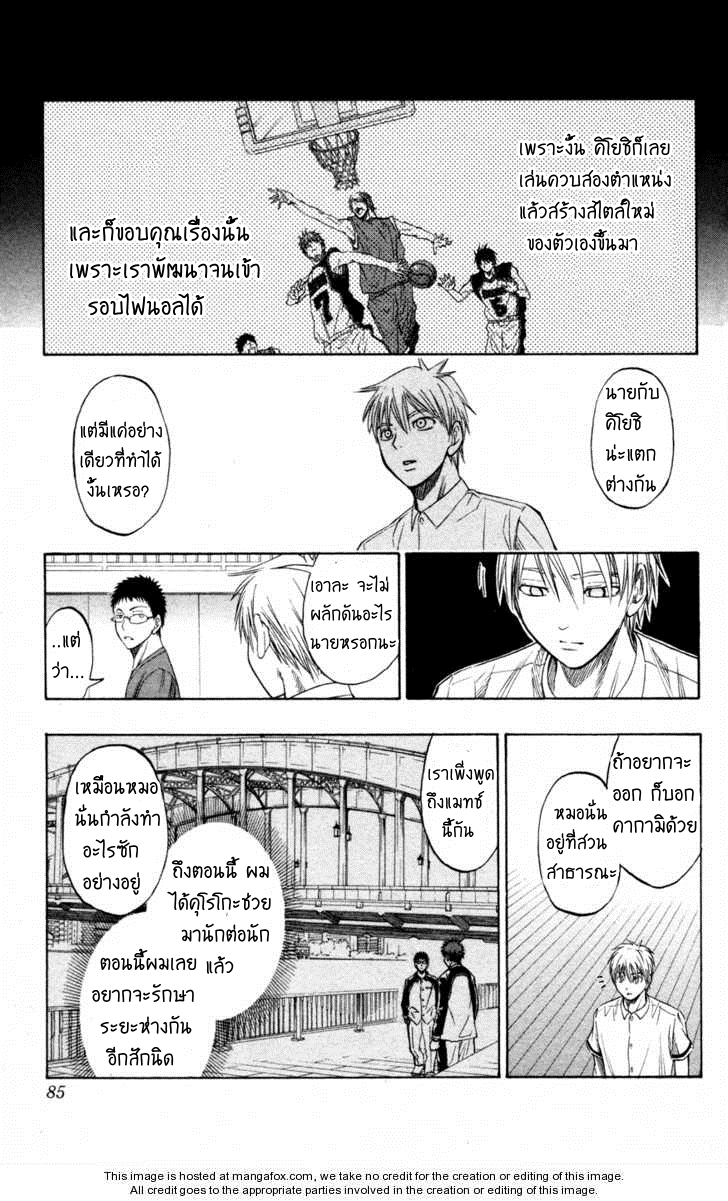 เพราะงั้น คิโยชิก็เลย
เล่นควบสองตำแหน่ง
แล้วสร้างสไตล์ใหม่
ของตัวเองขึ้นมา
และก็ขอบคุณเรื่องนั้น
เพราะเราพัฒนาจนเข้า
รอบไฟนอลได้
นายกับ
คิโยชิ
น่ะแตก
ต่างกัน
แต่มีแค่อย่าง
เดียวที่ทำได้
งั้นเหรอ?
เอาละ จะไม่
ผลักดันอะไร
นายหรอกนะ
..แต่
ว่า...
ถ้าอยากจะ
ออก ก็บอก
คากามิด้วย
หมอนั่น
อยู่ที่สวน
สาธารณะ
เราเพิ่งพูด
ถึงแมทช์
นี้กัน
เหมือนหมอ
นั่นกำลังทำ
อะไรซัก
อย่างอยู่
ถึงตอนนี้ ผม
ได้คุโรโกะช่วย
มานักต่อนัก
แล้ว
ตอนนี้ผมเลย
อยากจะรักษา
ระยะห่างกัน
อีกสักนิด
85
This image is hosted at mangafox.com, we take no credit for the creation or editing of this image.
All credit goes to the appropriate parties involved in the creation or editing of this image.